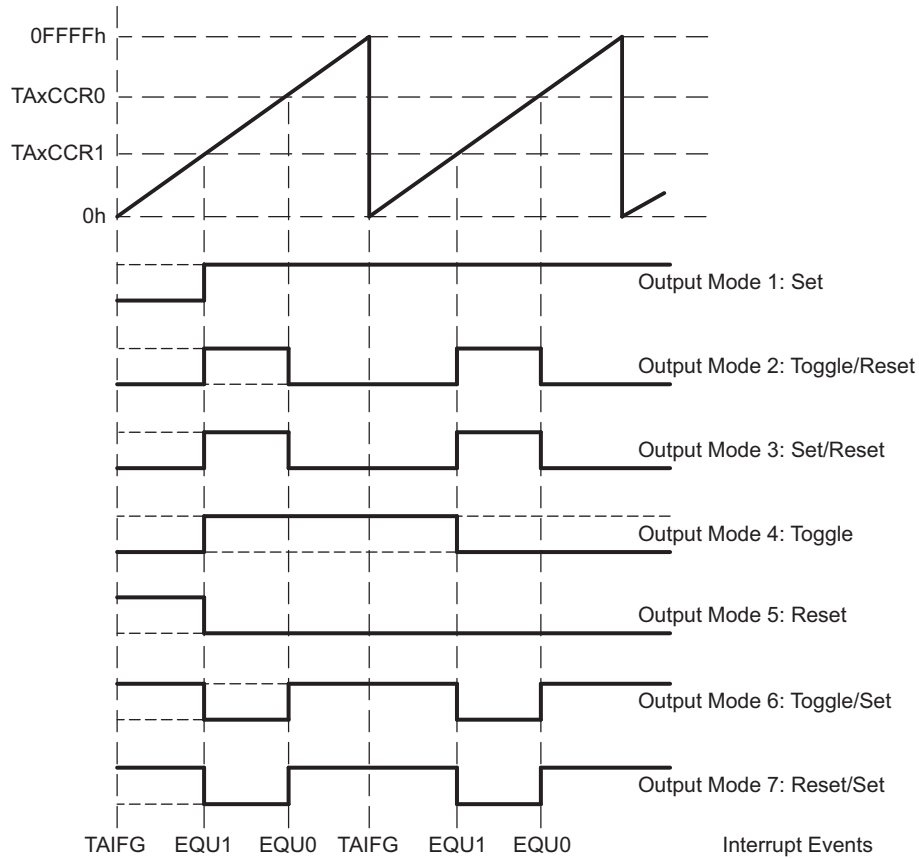 0FFFFh
TAxCCR0
TAxCCR1
0h
Output Mode 1: Set
Output Mode 2: Toggle/Reset
Output Mode 3: Set/Reset
Output Mode 4: Toggle
Output Mode 5: Reset
Output Mode 6: Toggle/Set
Output Mode 7: Reset/Set
TAIFG EQU1 EQU0 TAIFG EQU1 EQU0 Interrupt Events